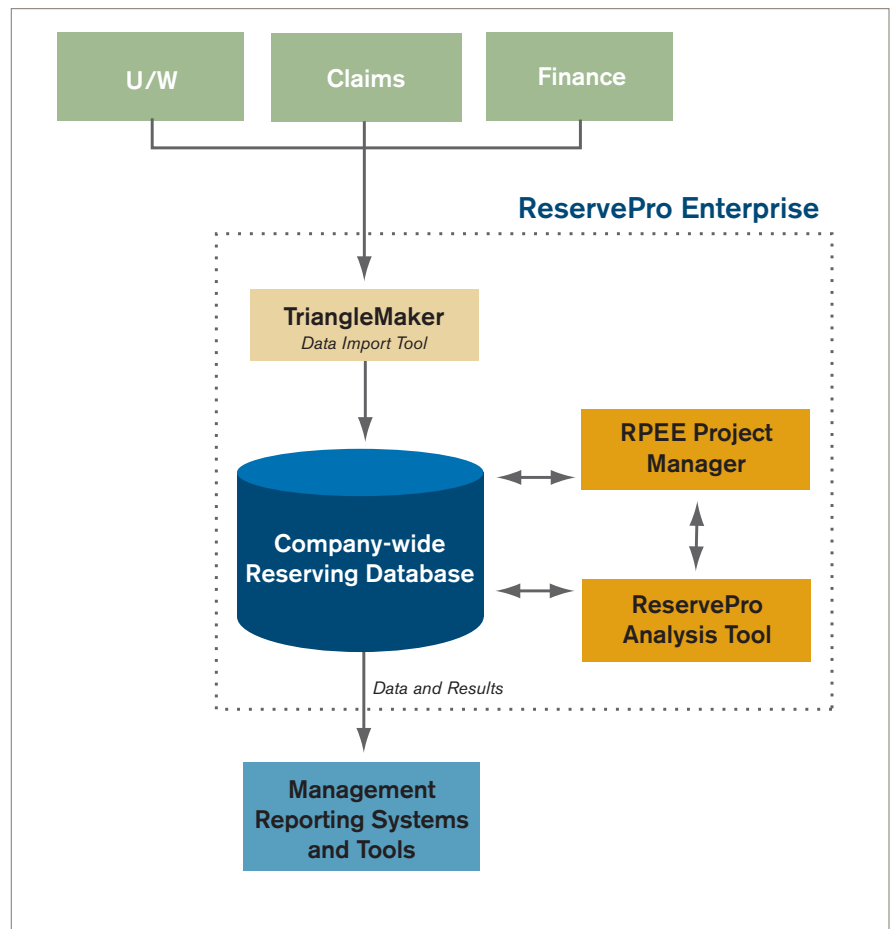 U/W
Claims
Finance
ReservePro Enterprise
TriangleMaker
Data Import Tool
RPEE Project
Manager
Company-wide
Reserving Database
ReservePro
Analysis Tool
Data and Results
Management
Reporting Systems
and Tools